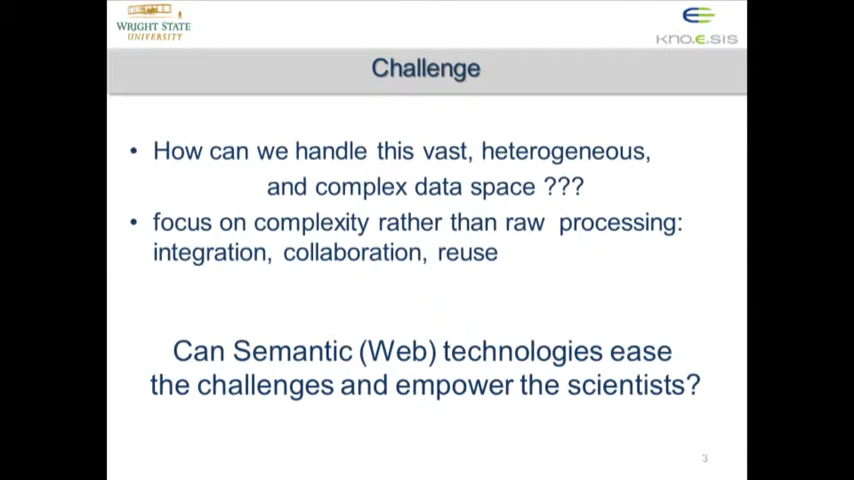 WRIGHT STATE
UNIVERSITY
KNO.E.SIS
Challenge
• How can we handle this vast, heterogeneous,
and complex data space ???
• focus on complexity rather than raw processing:
integration, collaboration, reuse
Can Semantic (Web) technologies ease
the challenges and empower the scientists?
3